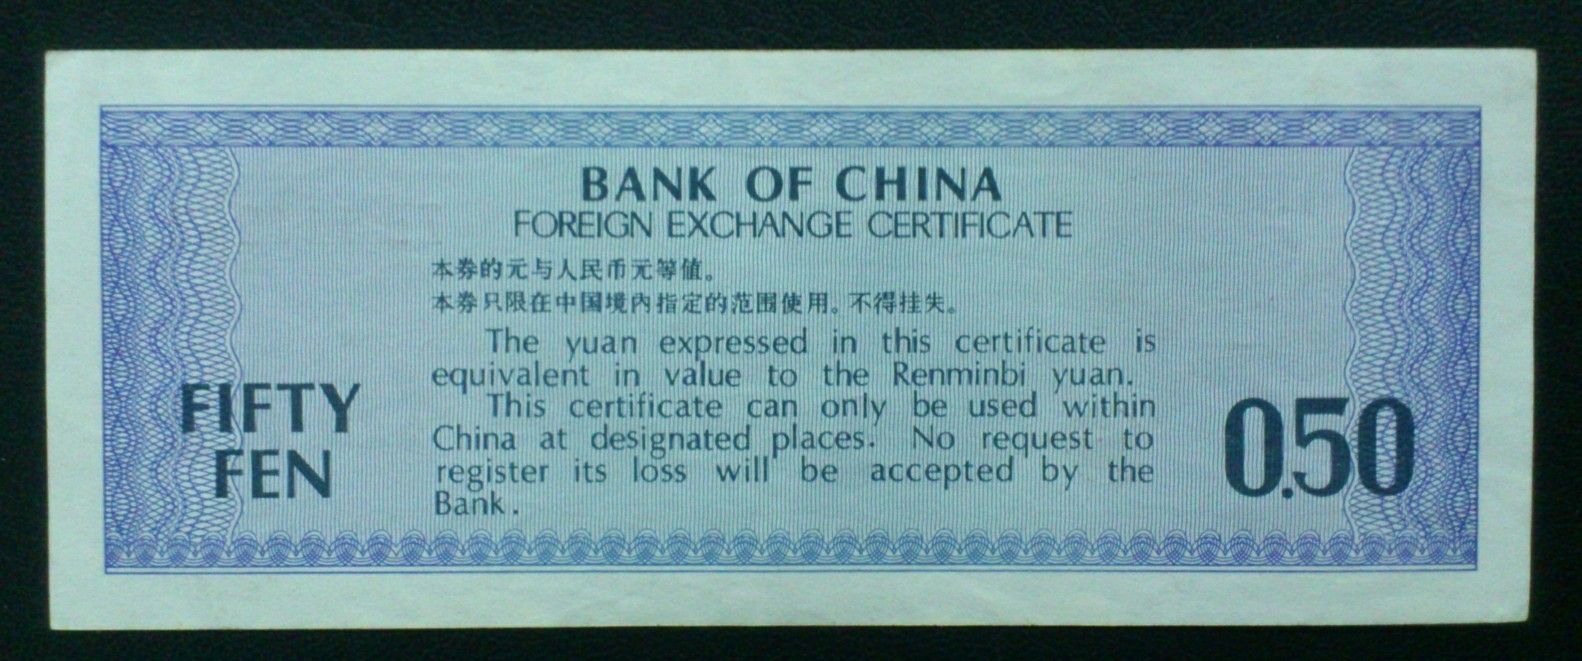 BANK OF CHINA
FOREIGN EXCHANGE CERTIFICATE
本券的元与人民币元等值。
本券只限在中国境内指定的范围使用。不得挂失。
The yuan expressed in this certificate is
equivalent in value to the Renminbi yuan.
This certificate can only be used within
China at designated places. No request to
register its loss will be accepted by the
Bank.
FIFTY
FEN
0.50